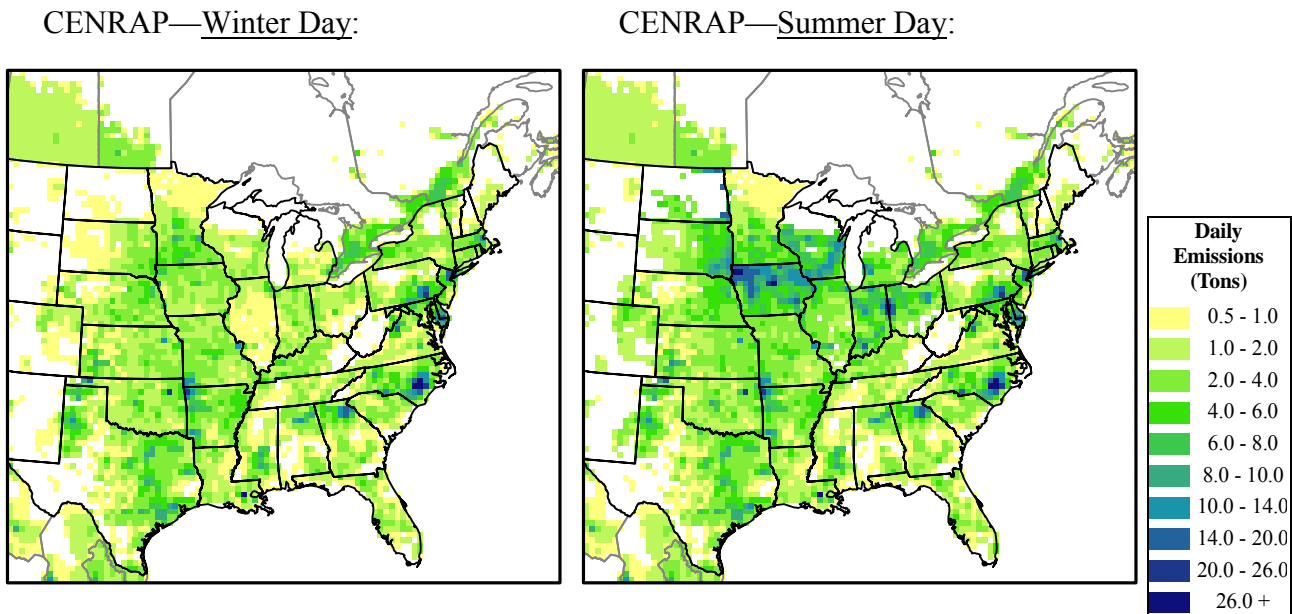 CENRAP—Winter Day:
CENRAP—Summer Day:
Daily
Emissions
(Tons)
0.5 - 1.0
1.0 - 2.0
2.0 - 4.0
4.0 - 6.0
6.0 - 8.0
8.0 - 10.0
10.0 - 14.0
14.0 - 20.0
20.0 - 26.0
26.0 +